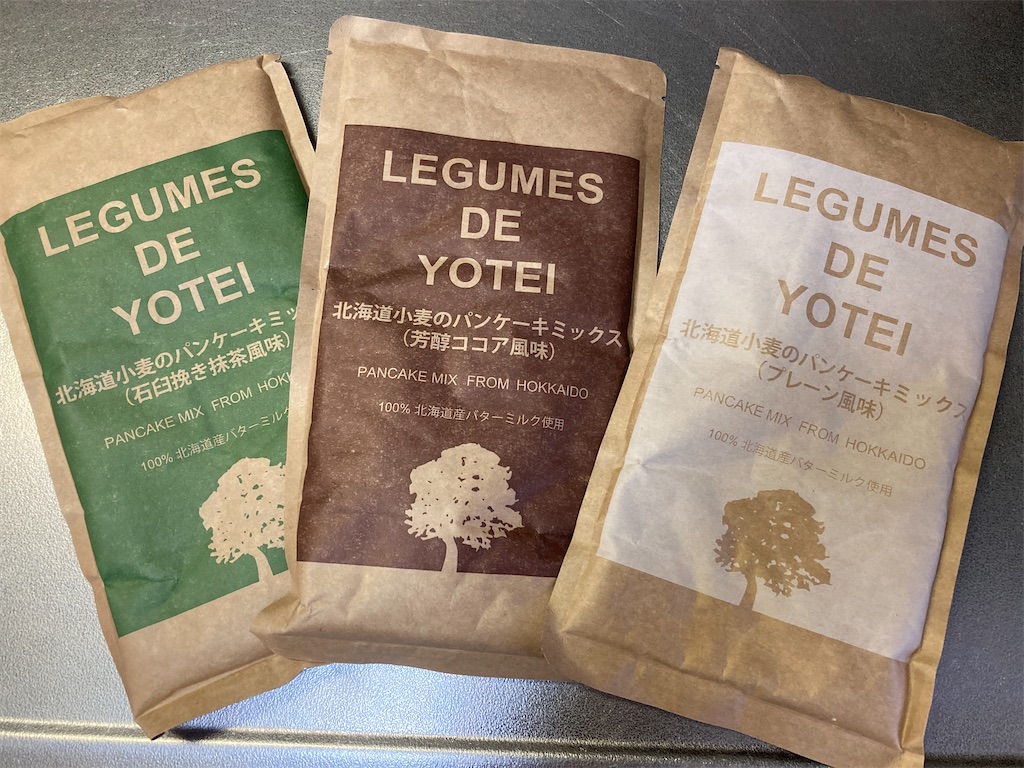 LEGUMES
DE
YOTEI
北海道小麦のパンケーキミッ
(石臼挽き抹茶風味)
PANCAKE MIX FROM HOKK
100% 北海道産バターミルク
LEGUMES
DE
YOTEI
北海道小麦のパンケーキミックス
(芳醇ココア風味)
PANCAKE MIX FROM HOKKAIDO
100% 北海道産バターミルク使用
LEGUMES
DE
YOTEI
北海道小麦のパンケーキミックス
(プレーン風味)
PANCAKE MIX FROM HOKKAIDO
100% 北海道産バターミルク使用